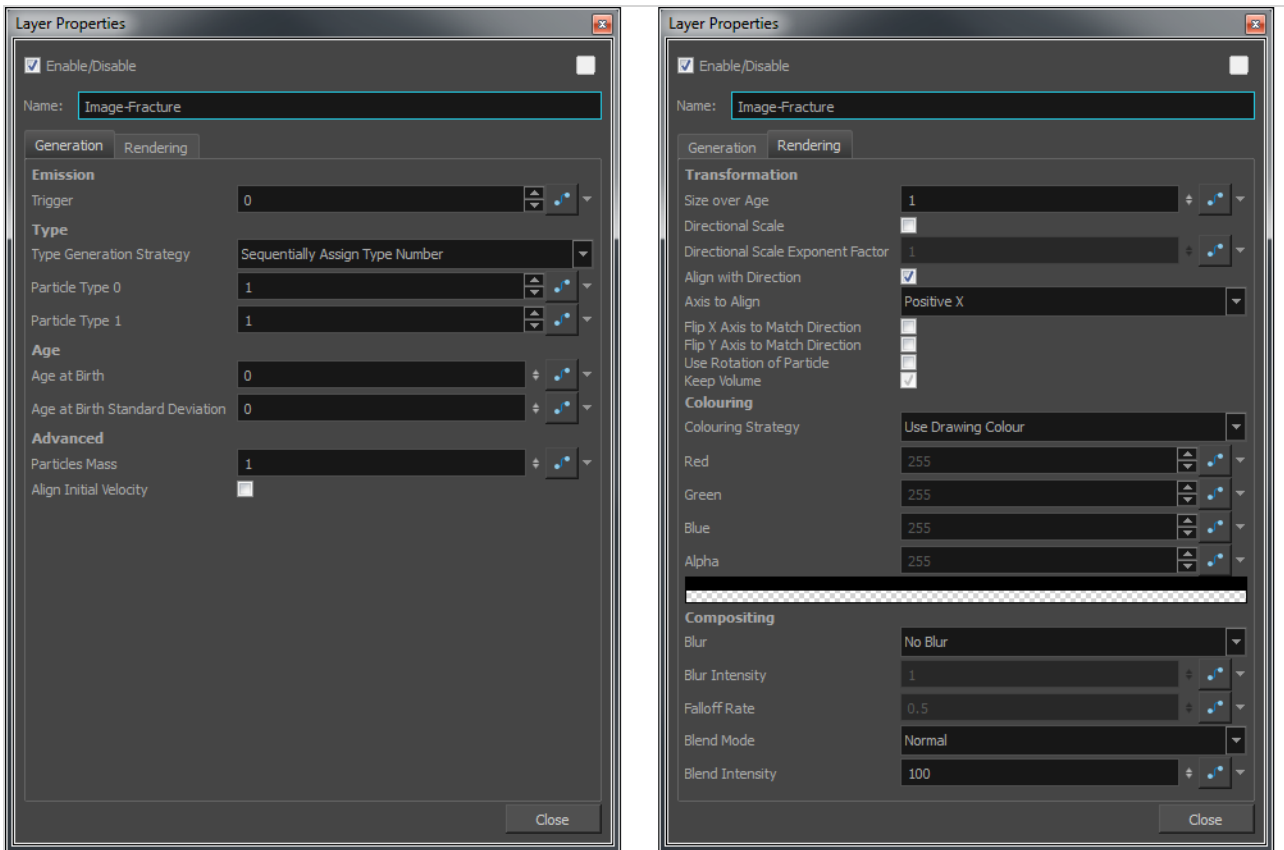 Layer Properties
Enable/Disable
Name: Image-Fracture
Generation Rendering
Emission
Trigger 0
Type
Type Generation Strategy Sequentially Assign Type Number
Particle Type 0 1
Particle Type 1 1
Age
Age at Birth 0
Age at Birth Standard Deviation 0
Advanced
Particles Mass 1
Align Initial Velocity
Close
Layer Properties
Enable/Disable
Name: Image-Fracture
Generation Rendering
Transformation
Size over Age 1
Directional Scale
Directional Scale Exponent Factor 1
Align with Direction
Axis to Align Positive X
Flip X Axis to Match Direction
Flip Y Axis to Match Direction
Use Rotation of Particle
Keep Volume
Colouring
Colouring Strategy Use Drawing Colour
Red 255
Green 255
Blue 255
Alpha 255
Compositing
Blur No Blur
Blur Intensity 1
Falloff Rate 0.5
Blend Mode Normal
Blend Intensity 100
Close